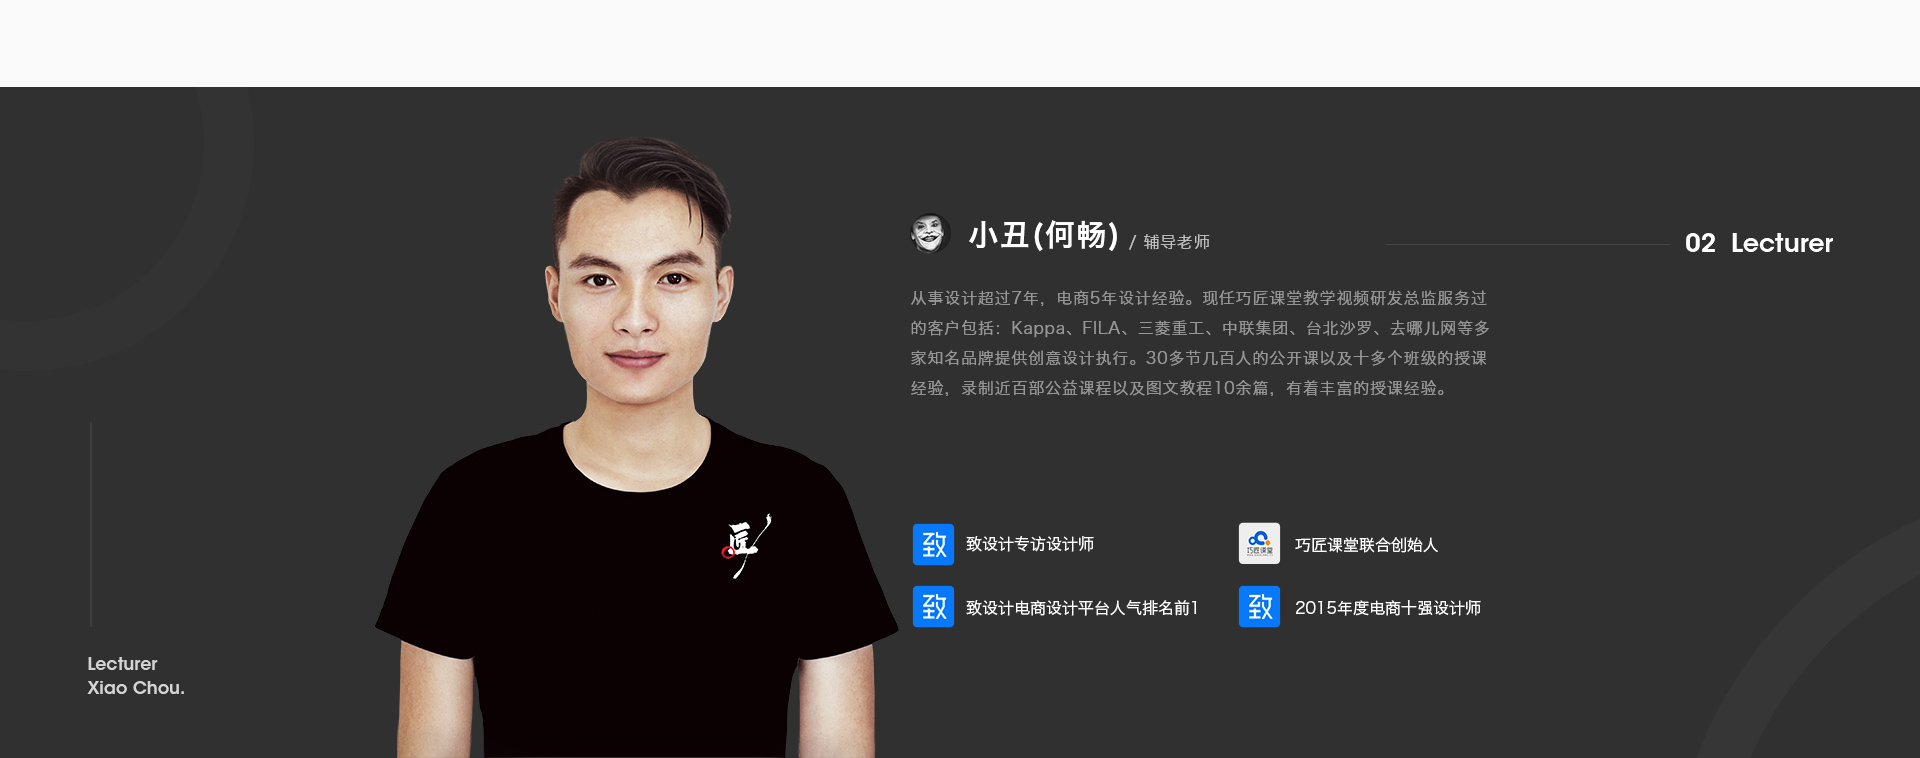 小丑(何畅) / 辅导老师
02 Lecturer
从事设计超过7年，电商5年设计经验。现任巧匠课堂教学视频研发总监服务过
的客户包括：Kappa、FILA、三菱重工、中联集团、台北沙罗、去哪儿网等多
家知名品牌提供创意设计执行。30多节几百人的公开课以及十多个班级的授课
经验，录制近百部公益课程以及图文教程10余篇，有着丰富的授课经验。
匠
致 致设计专访设计师
巧匠课堂 巧匠课堂联合创始人
致 致设计电商设计平台人气排名前1
致 2015年度电商十强设计师
Lecturer
Xiao Chou.